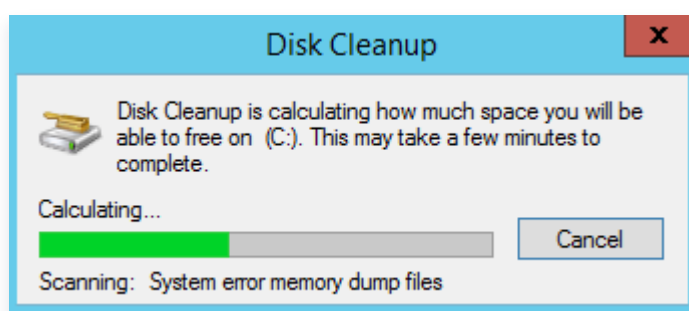 Disk Cleanup
x
Disk Cleanup is calculating how much space you will be
able to free on  (C:). This may take a few minutes to
complete.
Calculating...
Cancel
Scanning:   System error memory dump files